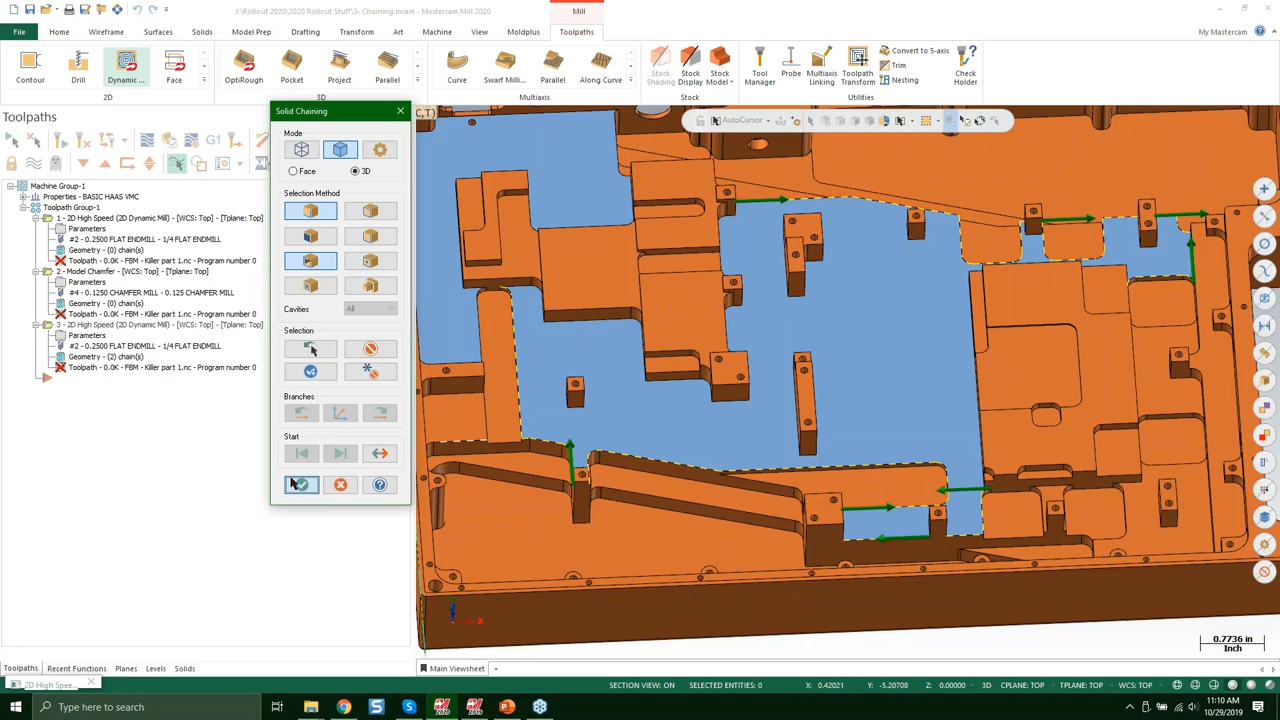 J:\Rollout 2020\2020 Rollout Stuff\3- Chaining.mcam - Mastercam Mill 2020
Mill
File Home Wireframe Surfaces Solids Model Prep Drafting Transform Art Machine View Moldplus Toolpaths My Mastercam
Contour Drill Dynamic ... Face
OptiRough Pocket Project Parallel
Curve Swarf Milli... Parallel Along Curve
Stock Shading Stock Display Stock Model
Tool Manager Probe Multiaxis Linking Toolpath Transform
Convert to 5-axis
Trim
Nesting
Check Holder
2D 3D Multiaxis Stock Utilities
Toolpaths
Machine Group-1
Properties - BASIC HAAS VMC
Toolpath Group-1
1 - 2D High Speed (2D Dynamic Mill) - [WCS: Top] - [Tplane: Top]
Parameters
#2 - 0.2500 FLAT ENDMILL - 1/4 FLAT ENDMILL
Geometry - (0) chain(s)
Toolpath - 0.0K - FBM - Killer part 1.nc - Program number 0
2 - Model Chamfer - [WCS: Top] - [Tplane: Top]
Parameters
#4 - 0.1250 CHAMFER MILL - 0.125 CHAMFER MILL
Geometry - (0) chain(s)
Toolpath - 0.0K - FBM - Killer part 1.nc - Program number 0
3 - 2D High Speed (2D Dynamic Mill) - [WCS: Top] - [Tplane: Top]
Parameters
#2 - 0.2500 FLAT ENDMILL - 1/4 FLAT ENDMILL
Geometry - (2) chain(s)
Toolpath - 0.0K - FBM - Killer part 1.nc - Program number 0
Solid Chaining
Mode
Face 3D
Selection Method
Cavities All
Selection
Branches
Start
C,T)
AutoCursor
G1
X
0.7736 in
Inch
Toolpaths Recent Functions Planes Levels Solids
Main Viewsheet
2D High Spee...
SECTION VIEW: ON SELECTED ENTITIES: 0 X: 0.42021 Y: -5.20708 Z: 0.00000 3D CPLANE: TOP TPLANE: TOP WCS: TOP
Type here to search
11:10 AM
10/29/2019